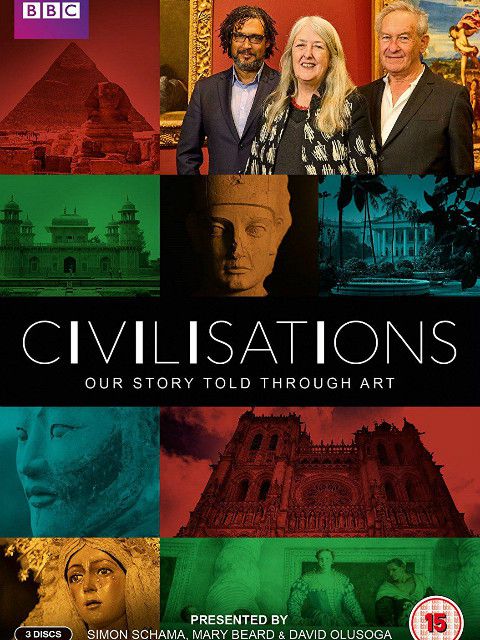 BBC
CIVILISATIONS
OUR STORY TOLD THROUGH ART
3 DISCS
PRESENTED BY
SIMON SCHAMA, MARY BEARD & DAVID OLUSOGA
15